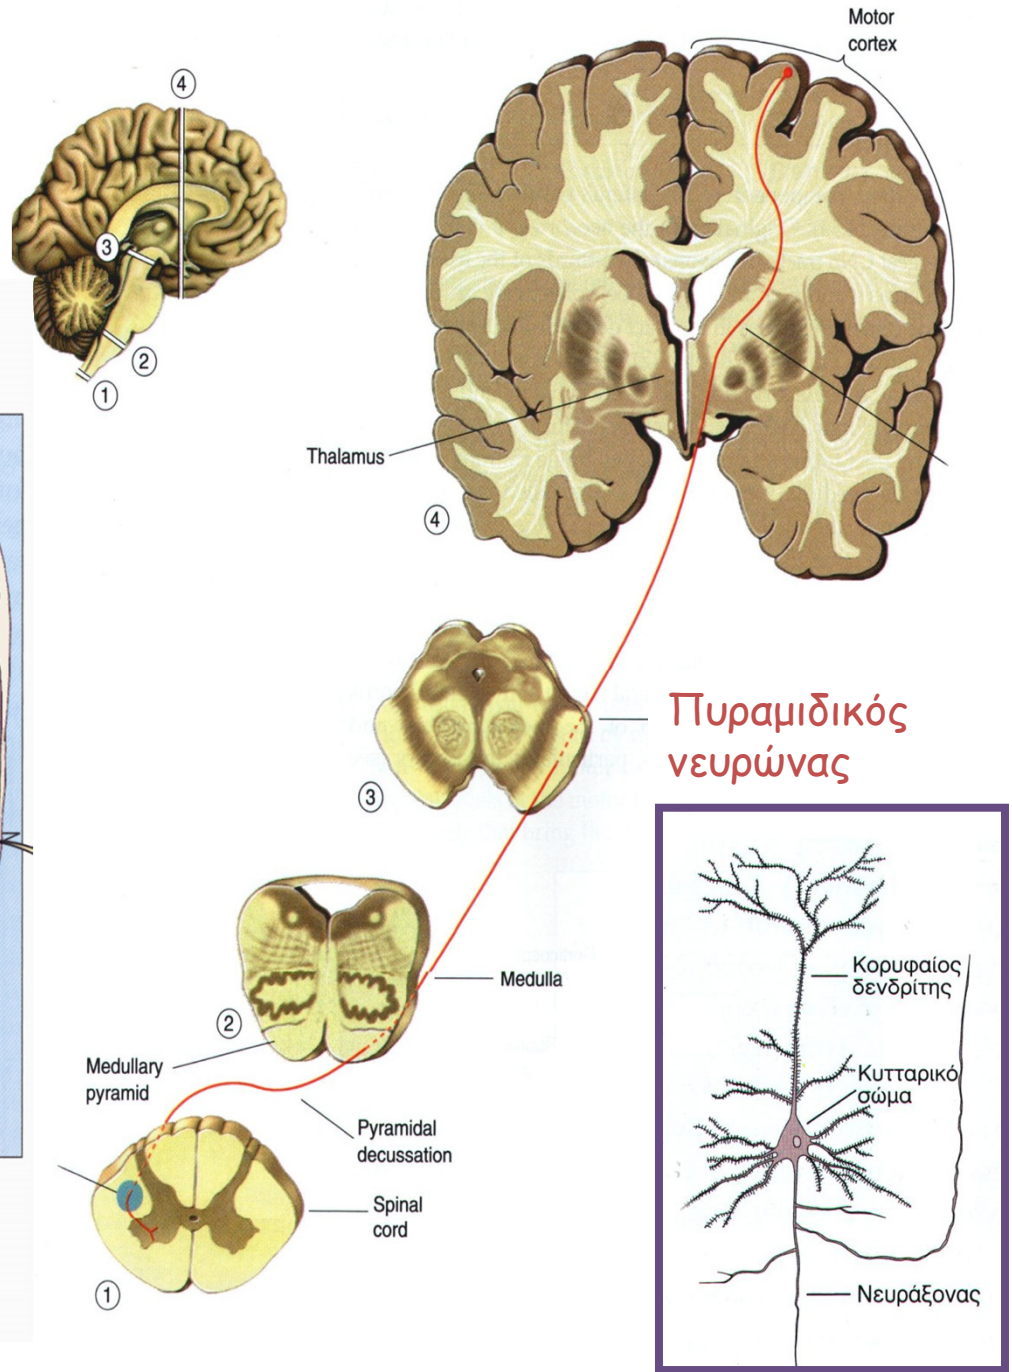 Motor
cortex
4
3
2
1
Thalamus
4
Πυραμιδικός
νευρώνας
3
Κορυφαίος
δενδρίτης
Medulla
2
Medullary
pyramid
Κυτταρικό
σώμα
Pyramidal
decussation
Spinal
cord
1
Νευράξονας